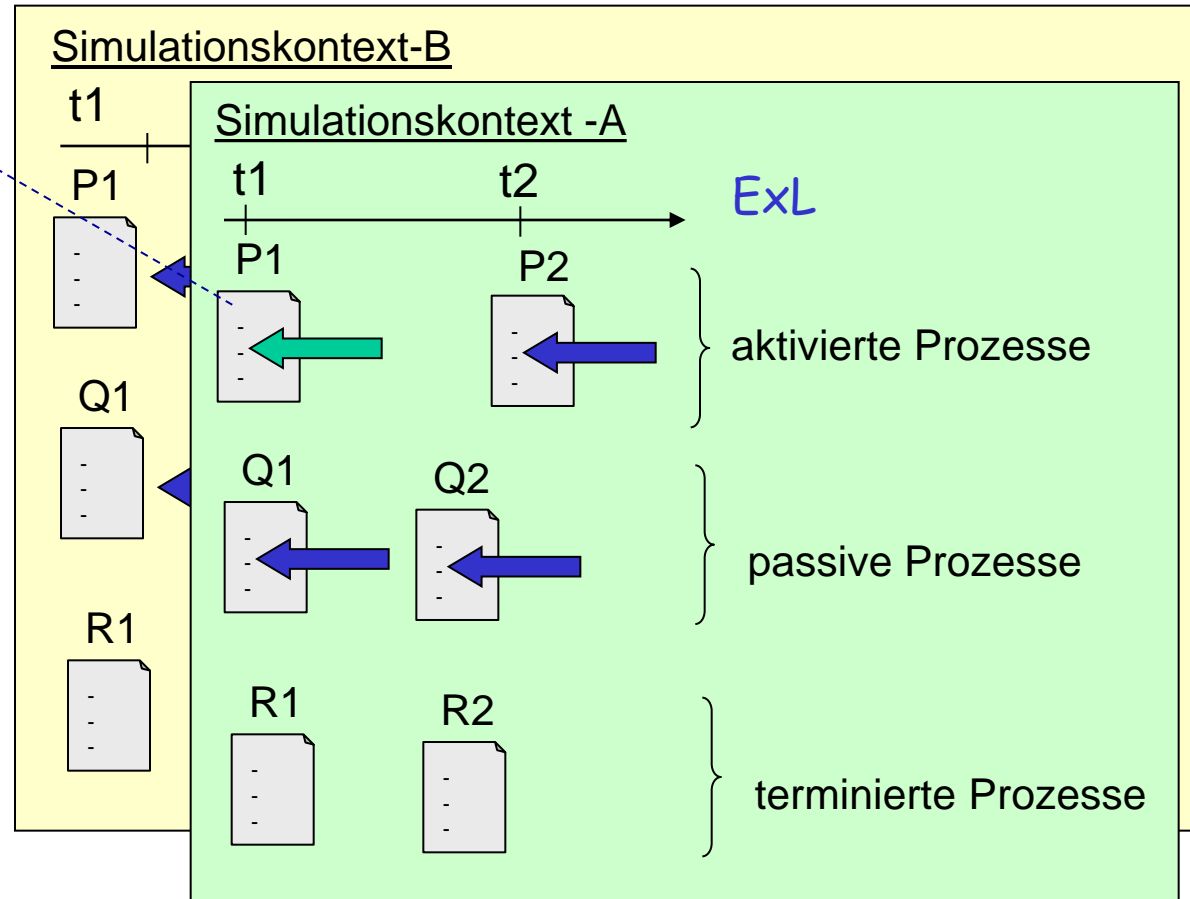 Simulationskontext-B
t1
P1
-
-
-
Q1
-
-
-
R1
-
-
-
Simulationskontext -A
t1 t2 ExL
P1 P2
- -
- -
- -
aktivierte Prozesse
Q1 Q2
- -
- -
- -
passive Prozesse
R1 R2
- -
- -
- -
terminierte Prozesse